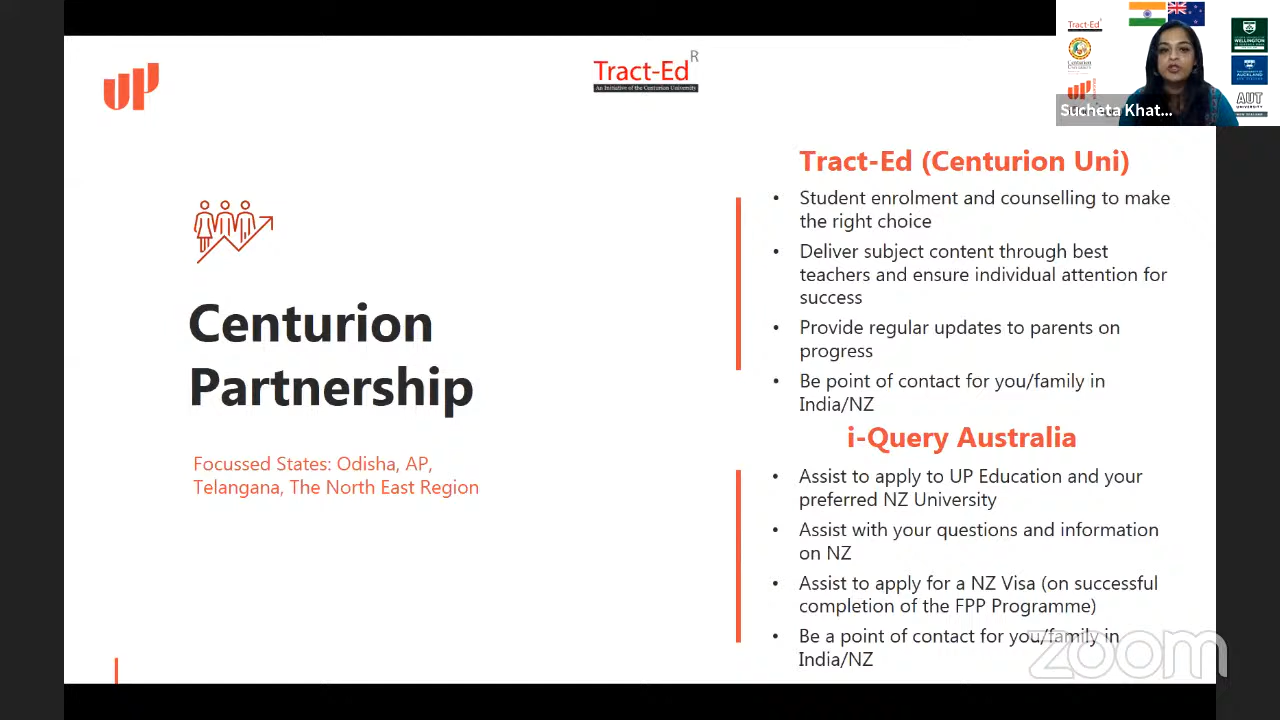 UP
Tract-Ed R
An Initiative of the Centurion University
Centurion
Partnership
Focussed States: Odisha, AP,
Telangana, The North East Region
Tract-Ed (Centurion Uni)
• Student enrolment and counselling to make
the right choice
• Deliver subject content through best
teachers and ensure individual attention for
success
• Provide regular updates to parents on
progress
• Be point of contact for you/family in
India/NZ
i-Query Australia
• Assist to apply to UP Education and your
preferred NZ University
• Assist with your questions and information
on NZ
• Assist to apply for a NZ Visa (on successful
completion of the FPP Programme)
• Be a point of contact for you/family in
India/NZ
Tract-Ed
UP
WELLINGTON
AUCKLAND
AUT
UNIVERSITY
Sucheta Khat...
zoom